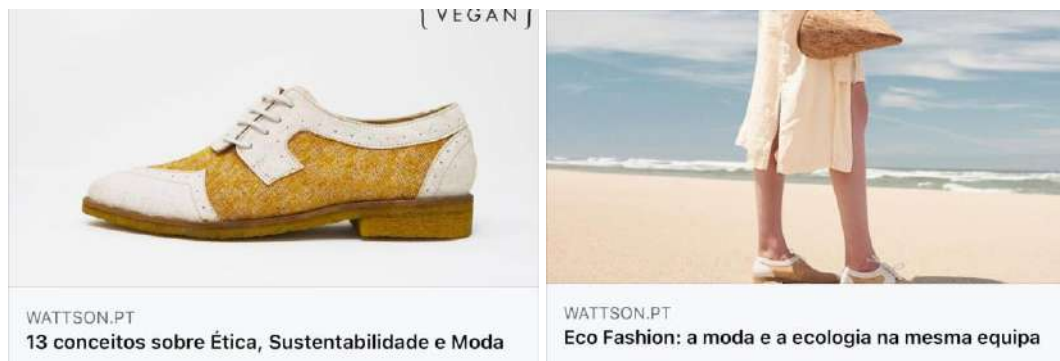 [ VEGAN ]
WATTSON.PT
13 conceitos sobre Ética, Sustentabilidade e Moda
WATTSON.PT
Eco Fashion: a moda e a ecologia na mesma equipa